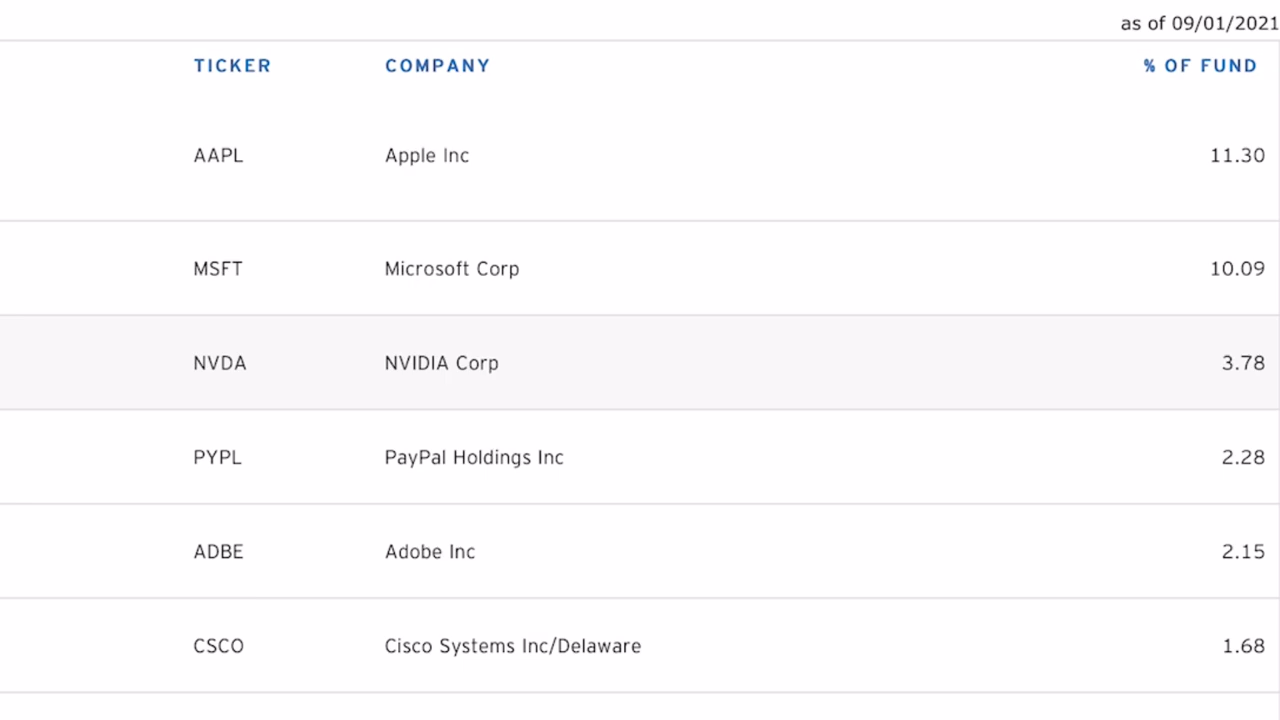 as of 09/01/2021
TICKER COMPANY % OF FUND
AAPL Apple Inc 11.30
MSFT Microsoft Corp 10.09
NVDA NVIDIA Corp 3.78
PYPL PayPal Holdings Inc 2.28
ADBE Adobe Inc 2.15
CSCO Cisco Systems Inc/Delaware 1.68